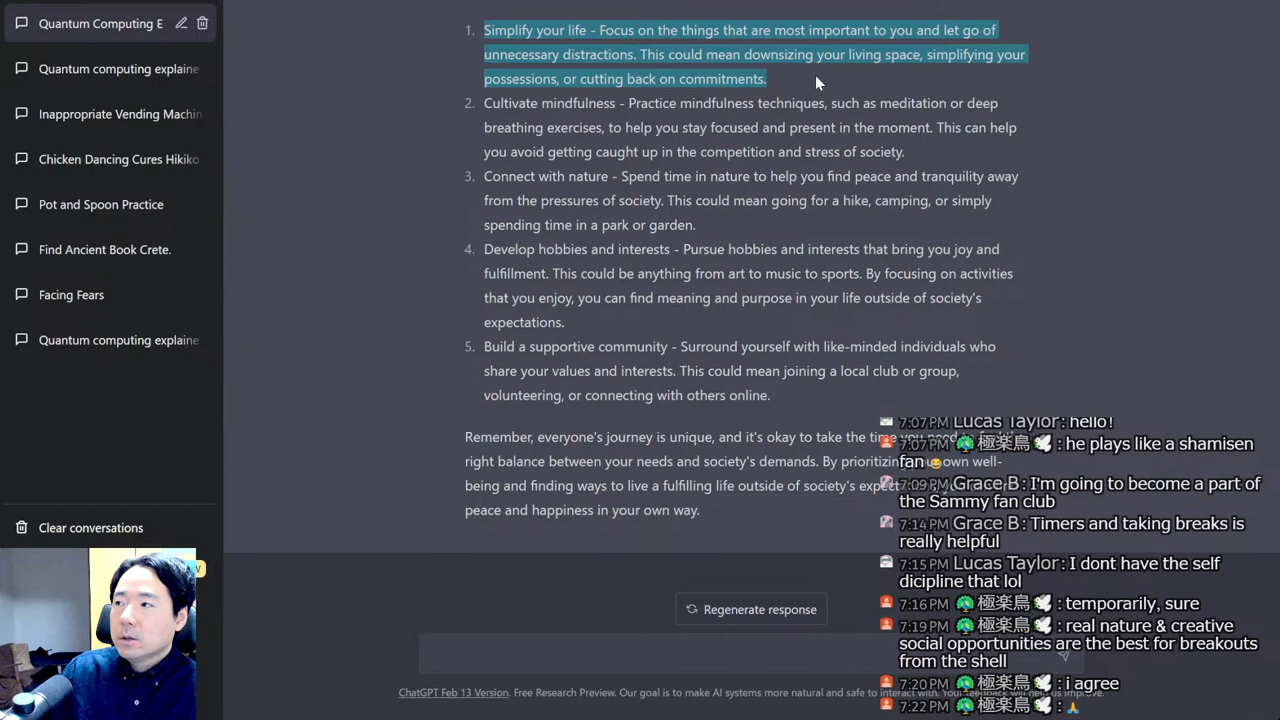 Quantum Computing E
Quantum computing explaine
Inappropriate Vending Machin
Chicken Dancing Cures Hikiko
Pot and Spoon Practice
Find Ancient Book Crete.
Facing Fears
Quantum computing explaine
Clear conversations
1. Simplify your life - Focus on the things that are most important to you and let go of
unnecessary distractions. This could mean downsizing your living space, simplifying your
possessions, or cutting back on commitments.
2. Cultivate mindfulness - Practice mindfulness techniques, such as meditation or deep
breathing exercises, to help you stay focused and present in the moment. This can help
you avoid getting caught up in the competition and stress of society.
3. Connect with nature - Spend time in nature to help you find peace and tranquility away
from the pressures of society. This could mean going for a hike, camping, or simply
spending time in a park or garden.
4. Develop hobbies and interests - Pursue hobbies and interests that bring you joy and
fulfillment. This could be anything from art to music to sports. By focusing on activities
that you enjoy, you can find meaning and purpose in your life outside of society's
expectations.
5. Build a supportive community - Surround yourself with like-minded individuals who
share your values and interests. This could mean joining a local club or group,
volunteering, or connecting with others online.
Remember, everyone's journey is unique, and it's okay to take the time
right balance between your needs and society's demands. By prioritizing own well-
being and finding ways to live a fulfilling life outside of society's
peace and happiness in your own way.
Regenerate response
ChatGPT Feb 13 Version. Free Research Preview. Our goal is to make AI systems more natural and safe to interact with. Your feedback will help us improve.
7:07 PM Lucas Taylor: hello!
7:07 PM 🦚極楽鳥🕊: he plays like a shamisen
fan 😂
7:09 PM Grace B: I'm going to become a part of
the Sammy fan club
7:14 PM Grace B: Timers and taking breaks is
really helpful
7:15 PM Lucas Taylor: I dont have the self
dicipline that lol
7:16 PM 🦚極楽鳥🕊: temporarily, sure
7:19 PM 🦚極楽鳥🕊: real nature & creative
social opportunities are the best for breakouts
from the shell
7:20 PM 🦚極楽鳥🕊: i agree
7:22 PM 🦚極楽鳥🕊: 🙏